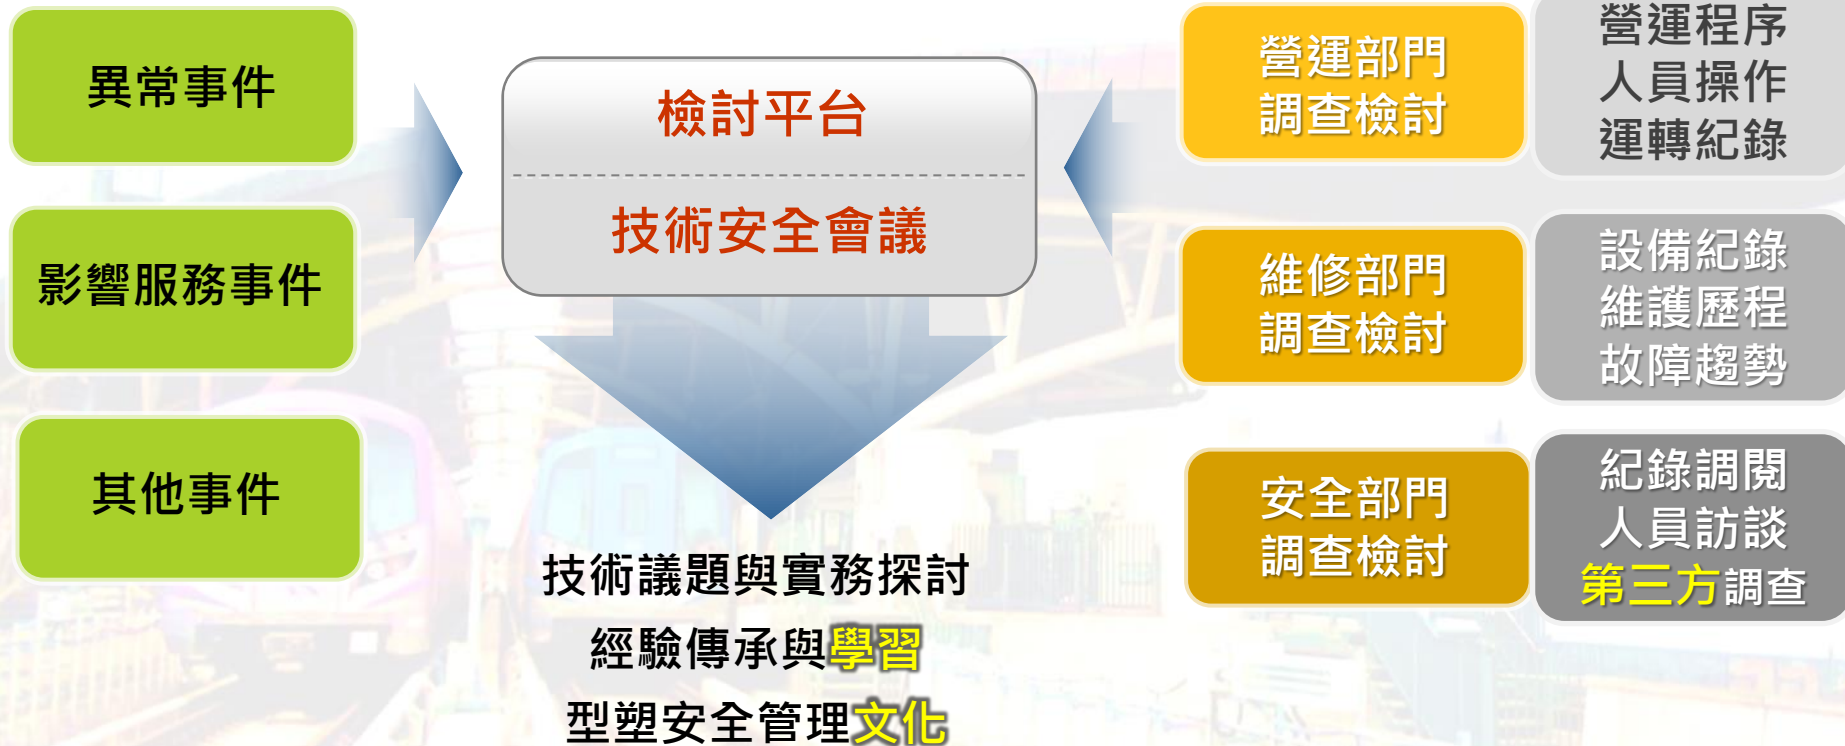 異常事件
影響服務事件
其他事件
檢討平台
技術安全會議
技術議題與實務探討
經驗傳承與學習
型塑安全管理文化
營運部門
調查檢討
營運程序
人員操作
運轉紀錄
維修部門
調查檢討
設備紀錄
維護歷程
故障趨勢
安全部門
調查檢討
紀錄調閱
人員訪談
第三方調查